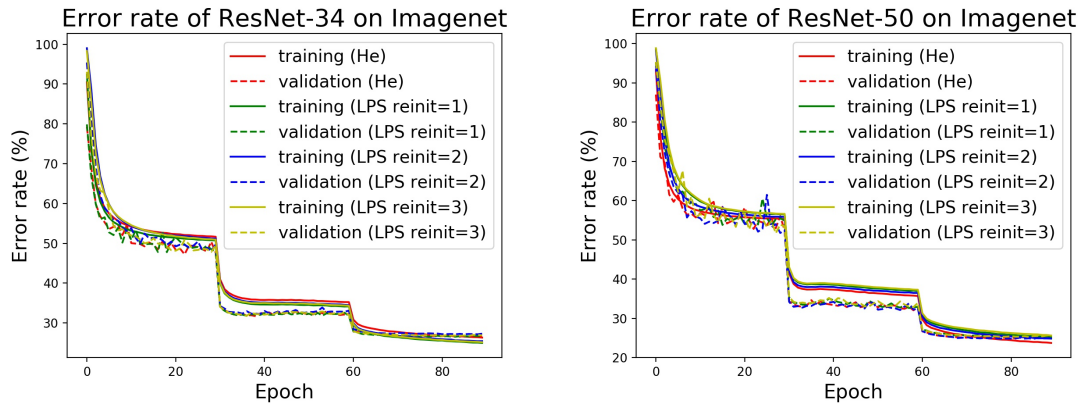 Error rate of ResNet-34 on Imagenet
100
90
80
70
60
50
40
30
Error rate (%)
training (He)
validation (He)
training (LPS reinit=1)
validation (LPS reinit=1)
training (LPS reinit=2)
validation (LPS reinit=2)
training (LPS reinit=3)
validation (LPS reinit=3)
0 20 40 60 80
Epoch
Error rate of ResNet-50 on Imagenet
100
90
80
70
60
50
40
30
20
Error rate (%)
training (He)
validation (He)
training (LPS reinit=1)
validation (LPS reinit=1)
training (LPS reinit=2)
validation (LPS reinit=2)
training (LPS reinit=3)
validation (LPS reinit=3)
0 20 40 60 80
Epoch